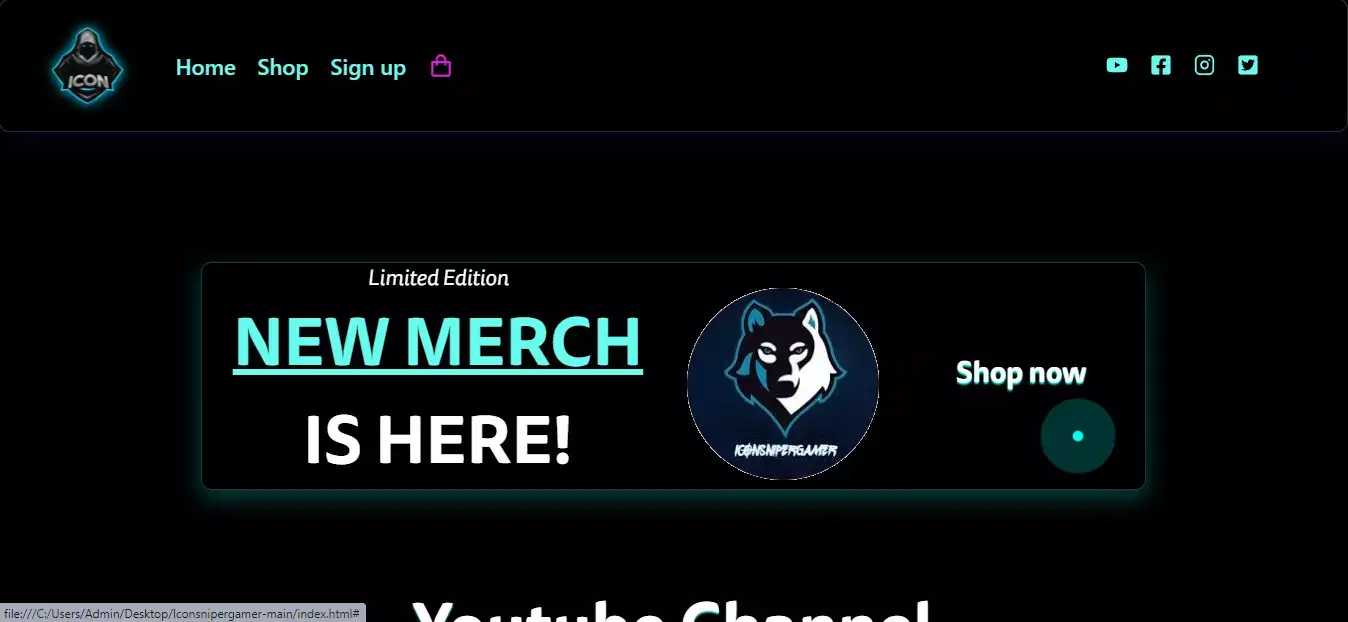 ICON
Home Shop Sign up
Limited Edition
NEW MERCH
IS HERE!
ICONSNIPERGAMER
Shop now
Youtube Channel
file:///C:/Users/Admin/Desktop/Iconsnipergamer-main/index.html#